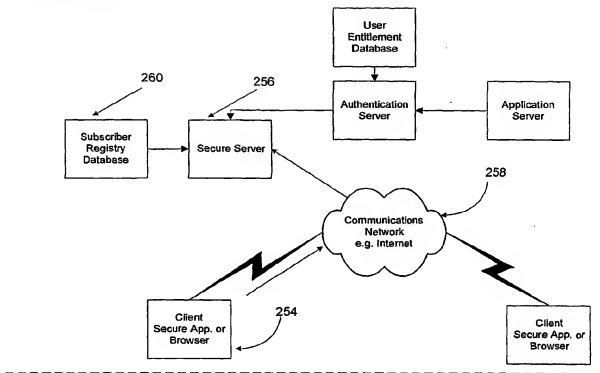 User
Entitlement
Database
260
256
Authentication
Server
Application
Server
Subscriber
Registry
Database
Secure Server
258
Communications
Network
e.g. Internet
254
Client
Secure App. or
Browser
Client
Secure App. or
Browser